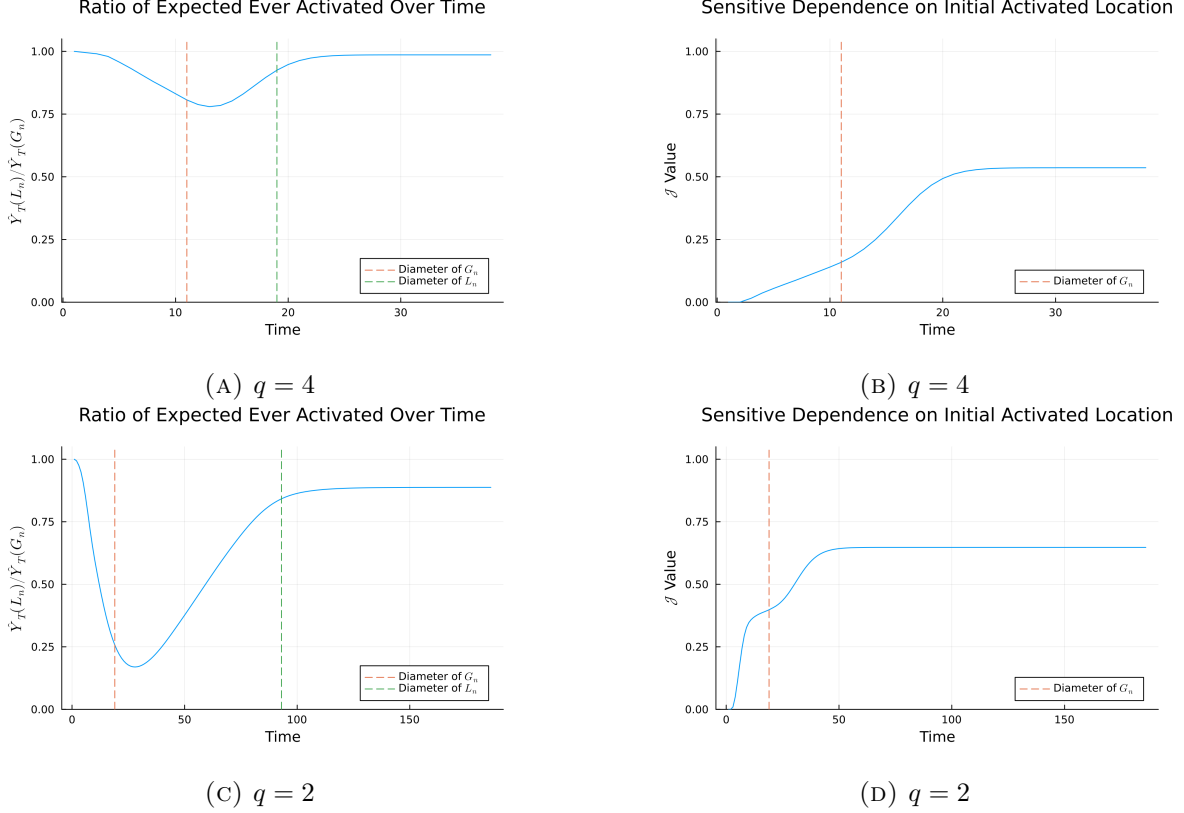 Ratio of Expected Ever Activated Over Time
1.00
0.75
0.50
0.25
0.00
Ŷ_T(L_n)/Ŷ_T(G_n)
0 10 20 30
Time
Diameter of G_n
Diameter of L_n
(A) q = 4
Sensitive Dependence on Initial Activated Location
1.00
0.75
0.50
0.25
0.00
Value
0 10 20 30
Time
Diameter of G_n
(B) q = 4
Ratio of Expected Ever Activated Over Time
1.00
0.75
0.50
0.25
0.00
Ŷ_T(L_n)/Ŷ_T(G_n)
0 50 100 150
Time
Diameter of G_n
Diameter of L_n
(C) q = 2
Sensitive Dependence on Initial Activated Location
1.00
0.75
0.50
0.25
0.00
Value
0 50 100 150
Time
Diameter of G_n
(D) q = 2